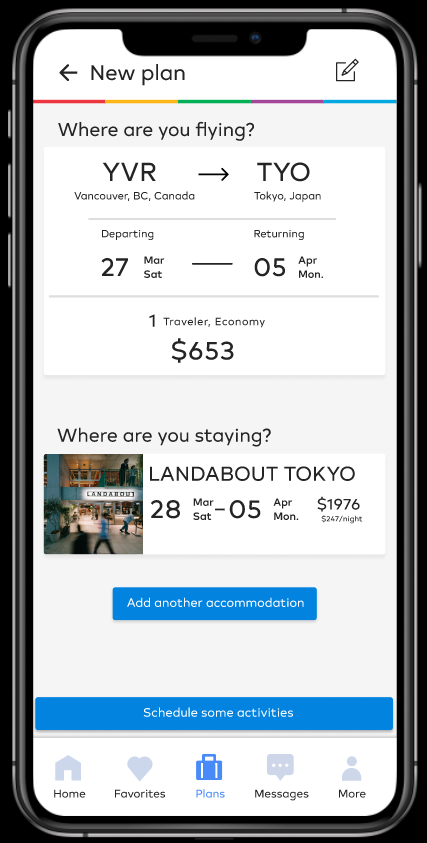 New plan
Where are you flying?
YVR → TYO
Vancouver, BC, Canada Tokyo, Japan
Departing Returning
27 Mar Sat — 05 Apr Mon.
1 Traveler, Economy
$653
Where are you staying?
LANDABOUT
LANDABOUT TOKYO
28 Mar Sat – 05 Apr Mon. $1976
$247/night
Add another accommodation
Schedule some activities
Home Favorites Plans Messages More